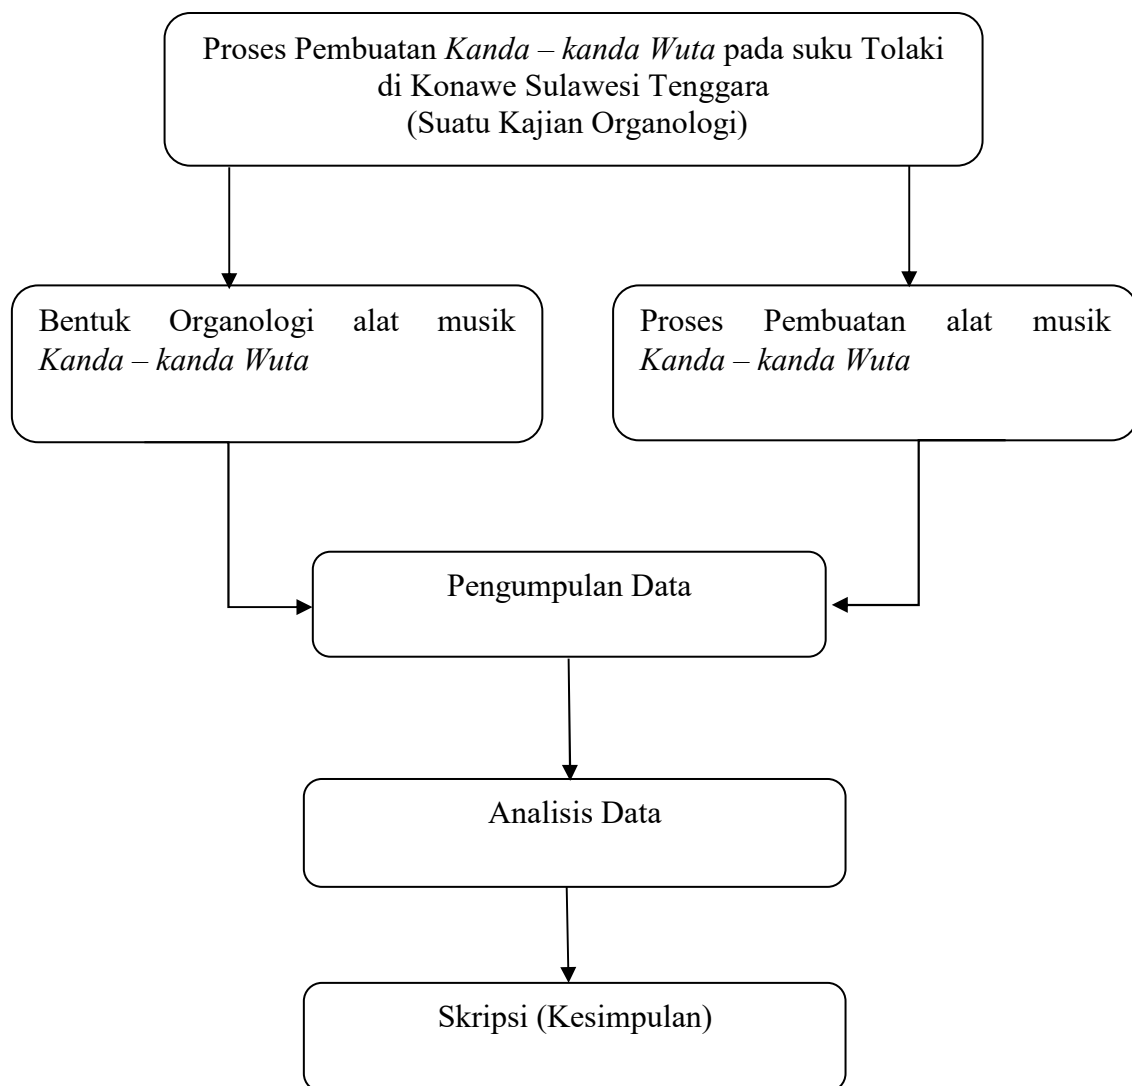 Proses Pembuatan Kanda – kanda Wuta pada suku Tolaki
di Konawe Sulawesi Tenggara
(Suatu Kajian Organologi)
Bentuk Organologi alat musik
Kanda – kanda Wuta
Proses Pembuatan alat musik
Kanda – kanda Wuta
Pengumpulan Data
Analisis Data
Skripsi (Kesimpulan)